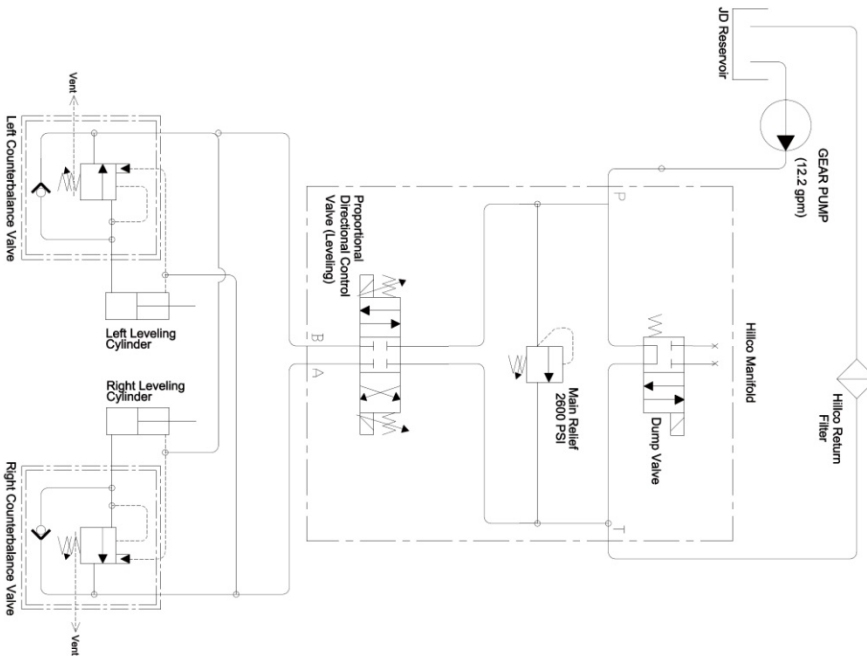 JD Reservoir
GEAR PUMP
(12.2 gpm)
Hillco Return
Filter
Hillco Manifold
P
T
Dump Valve
Main Relief
2600 PSI
Proportional
Directional Control
Valve (Leveling)
B
A
Left Leveling
Cylinder
Right Leveling
Cylinder
Vent
Left Counterbalance Valve
Right Counterbalance Valve
Vent